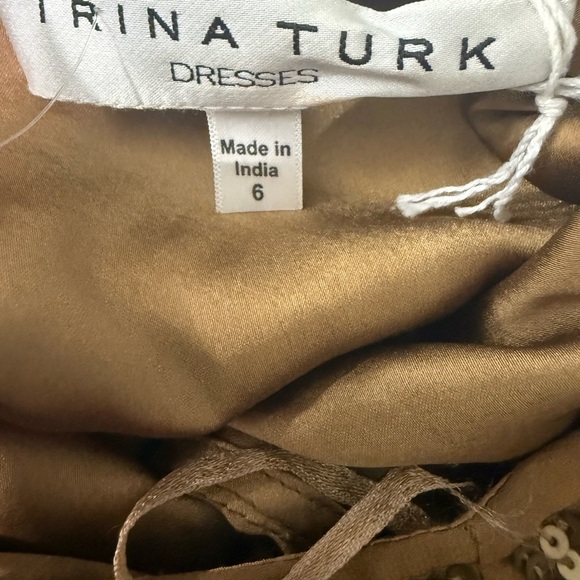 TRINA TURK
DRESSES
Made in
India
6